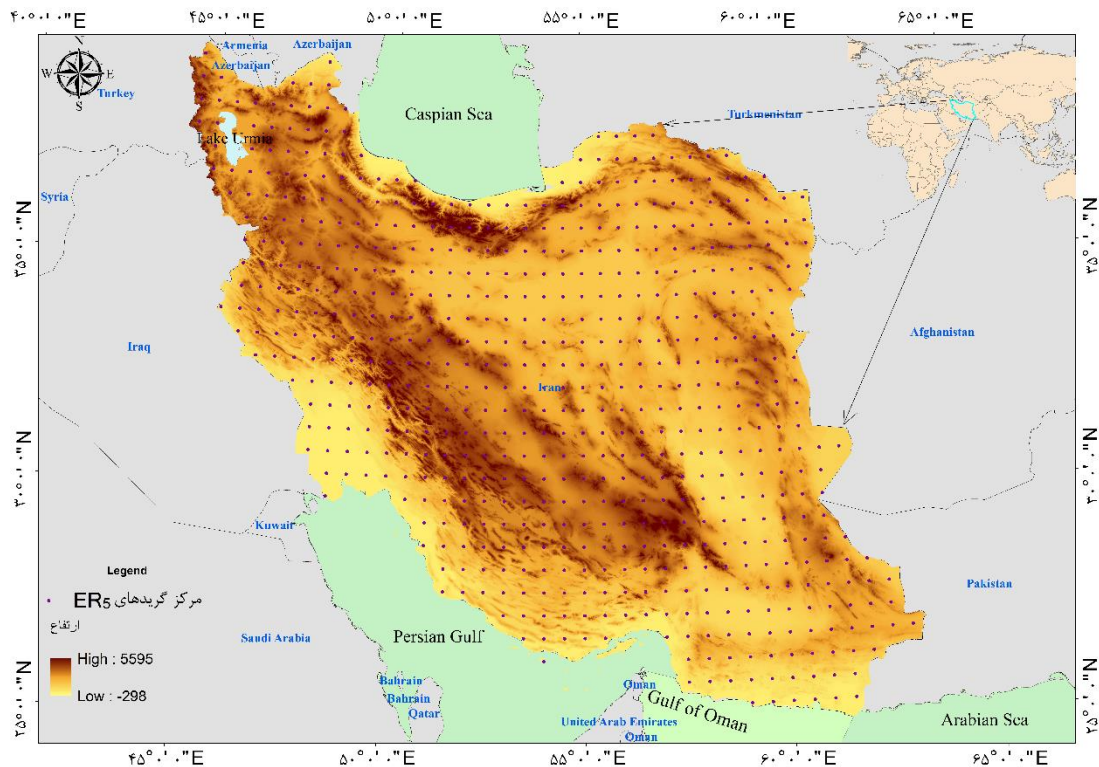 ۴۰°۰'۰"E ۵۰°۰'۰"E ۵۵°۰'۰"E ۶۰°۰'۰"E ۶۵°۰'۰"E
N
W E
S
Armenia
Azerbaijan
Azerbaijan
Turkey
Caspian Sea
Turkmenistan
Lake Urmia
Syria
۳۵°۰'۰"N
۳۵°۰'۰"N
Iraq
Iran
Afghanistan
۳۰°۰'۰"N
۳۰°۰'۰"N
Kuwait
Pakistan
Legend
مرکز گریدهای ER5
ارتفاع
High : 5595
Low : -298
Saudi Arabia
Persian Gulf
Bahrain
Bahrain
Qatar
Oman
United Arab Emirates
Oman
Gulf of Oman
Arabian Sea
۲۵°۰'۰"N
۲۵°۰'۰"N
۴۵°۰'۰"E ۵۰°۰'۰"E ۵۵°۰'۰"E ۶۰°۰'۰"E ۶۵°۰'۰"E